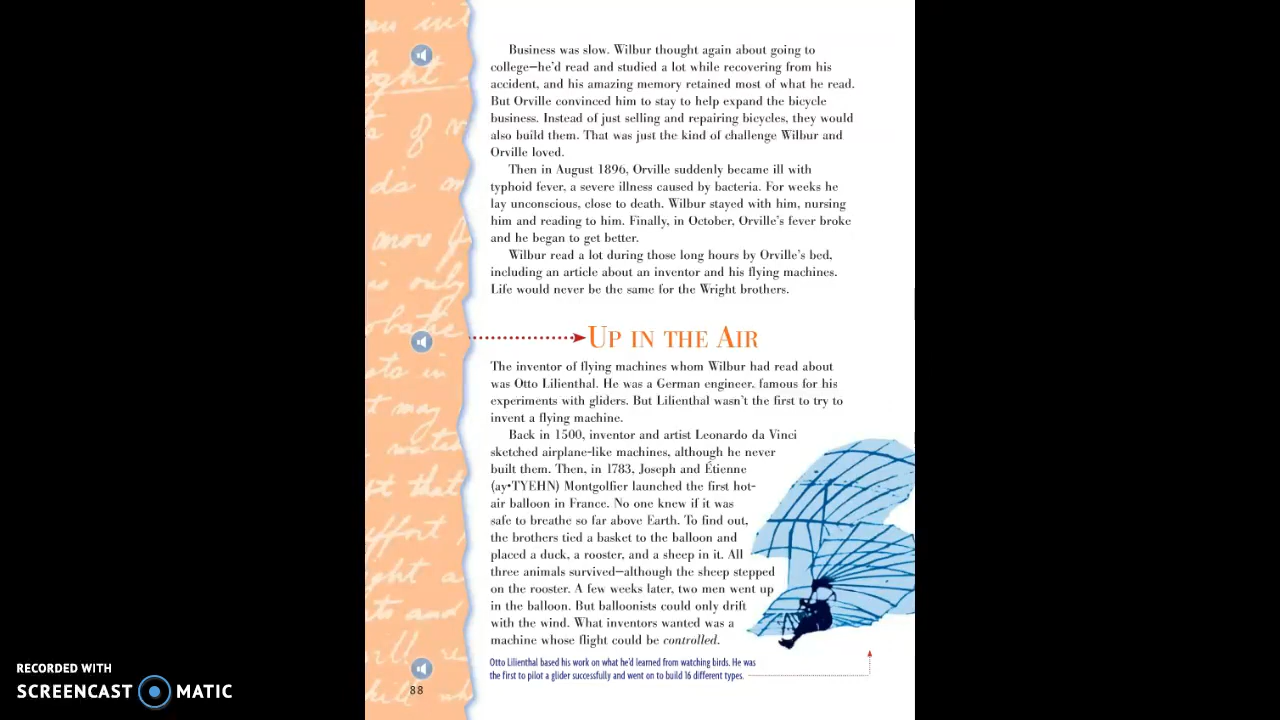 Business was slow. Wilbur thought again about going to
college—he'd read and studied a lot while recovering from his
accident, and his amazing memory retained most of what he read.
But Orville convinced him to stay to help expand the bicycle
business. Instead of just selling and repairing bicycles, they would
also build them. That was just the kind of challenge Wilbur and
Orville loved.
Then in August 1896, Orville suddenly became ill with
typhoid fever, a severe illness caused by bacteria. For weeks he
lay unconscious, close to death. Wilbur stayed with him, nursing
him and reading to him. Finally, in October, Orville's fever broke
and he began to get better.
Wilbur read a lot during those long hours by Orville's bed,
including an article about an inventor and his flying machines.
Life would never be the same for the Wright brothers.
UP IN THE AIR
The inventor of flying machines whom Wilbur had read about
was Otto Lilienthal. He was a German engineer, famous for his
experiments with gliders. But Lilienthal wasn't the first to try to
invent a flying machine.
Back in 1500, inventor and artist Leonardo da Vinci
sketched airplane-like machines, although he never
built them. Then, in 1783, Joseph and Étienne
(ay•TYEHN) Montgolfier launched the first hot-
air balloon in France. No one knew if it was
safe to breathe so far above Earth. To find out,
the brothers tied a basket to the balloon and
placed a duck, a rooster, and a sheep in it. All
three animals survived—although the sheep stepped
on the rooster. A few weeks later, two men went up
in the balloon. But balloonists could only drift
with the wind. What inventors wanted was a
machine whose flight could be controlled.
Otto Lilienthal based his work on what he'd learned from watching birds. He was
the first to pilot a glider successfully and went on to build 16 different types.
88
RECORDED WITH
SCREENCAST MATIC